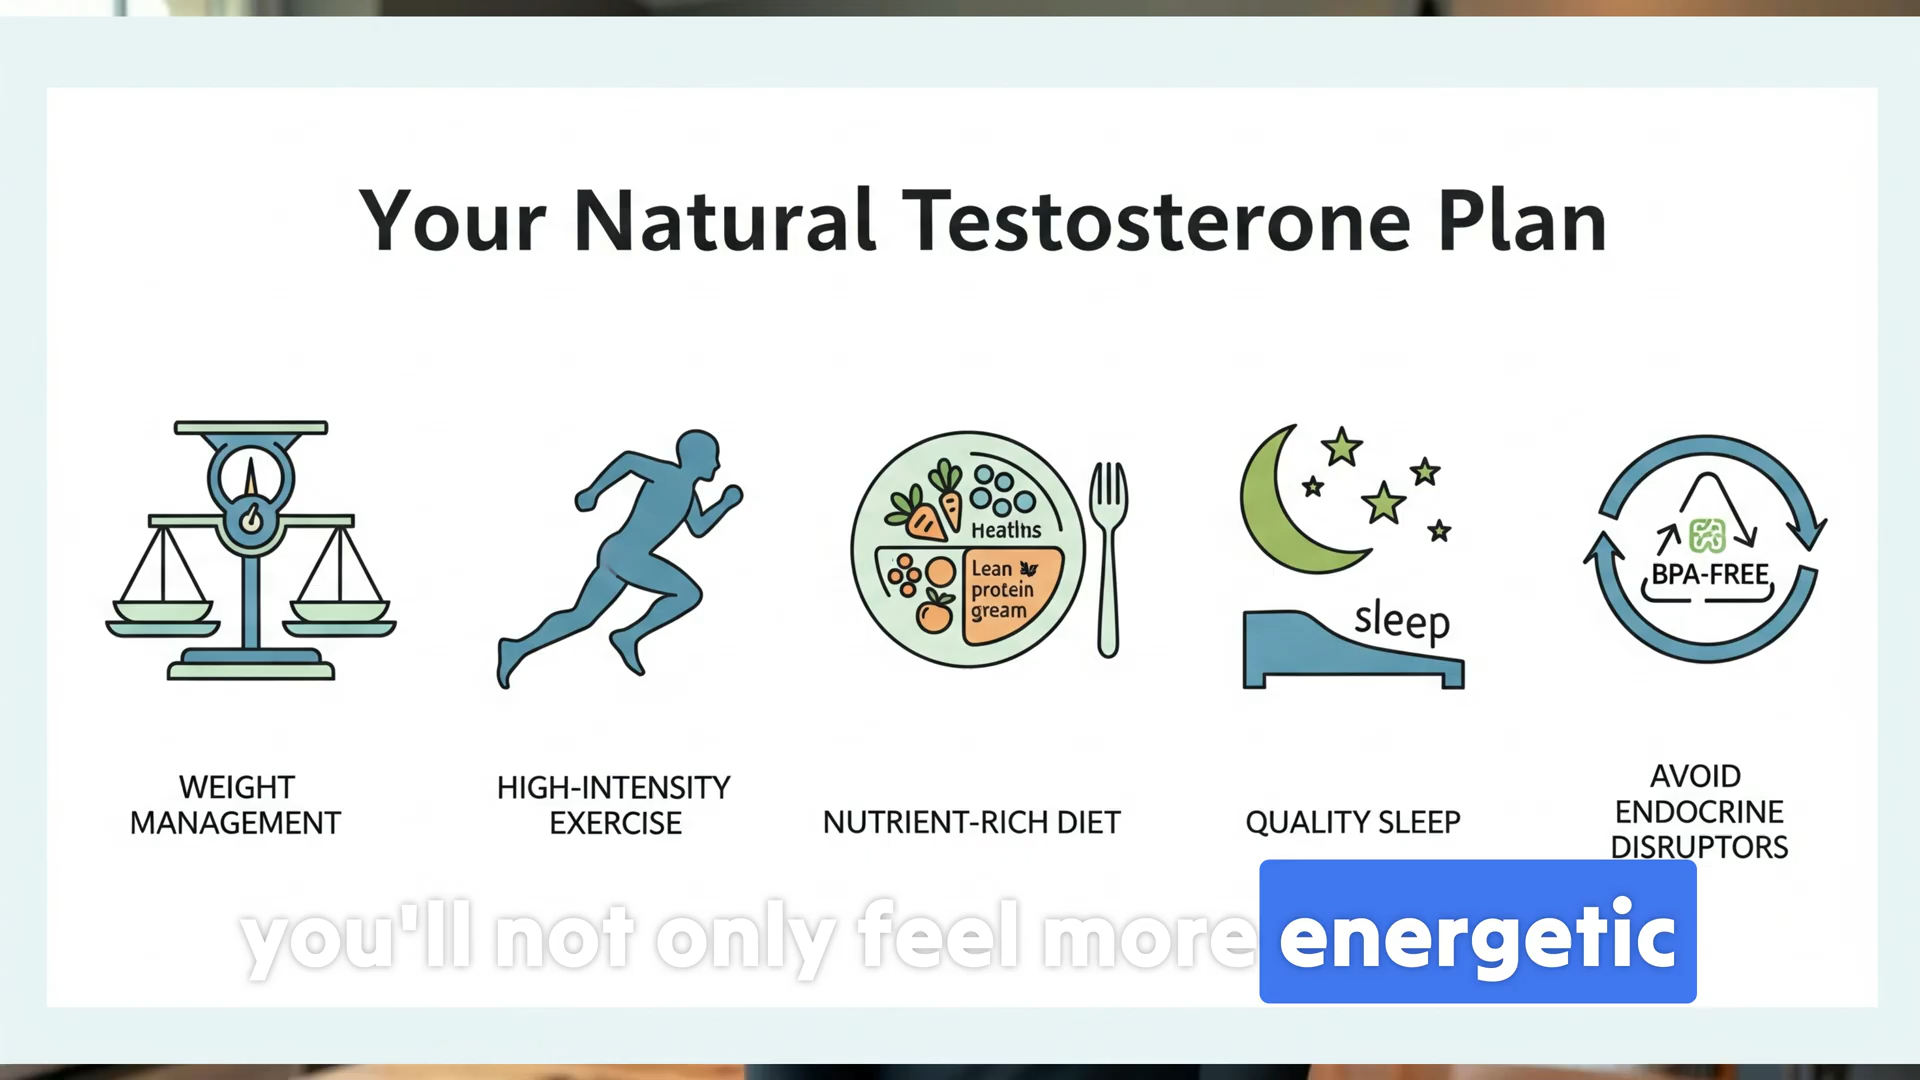 Your Natural Testosterone Plan
Heatlns
Lean
protein
gream
sleep
BPA-FREE
WEIGHT
MANAGEMENT
HIGH-INTENSITY
EXERCISE
NUTRIENT-RICH DIET
QUALITY SLEEP
AVOID
ENDOCRINE
DISRUPTORS
you'll not only feel more energetic